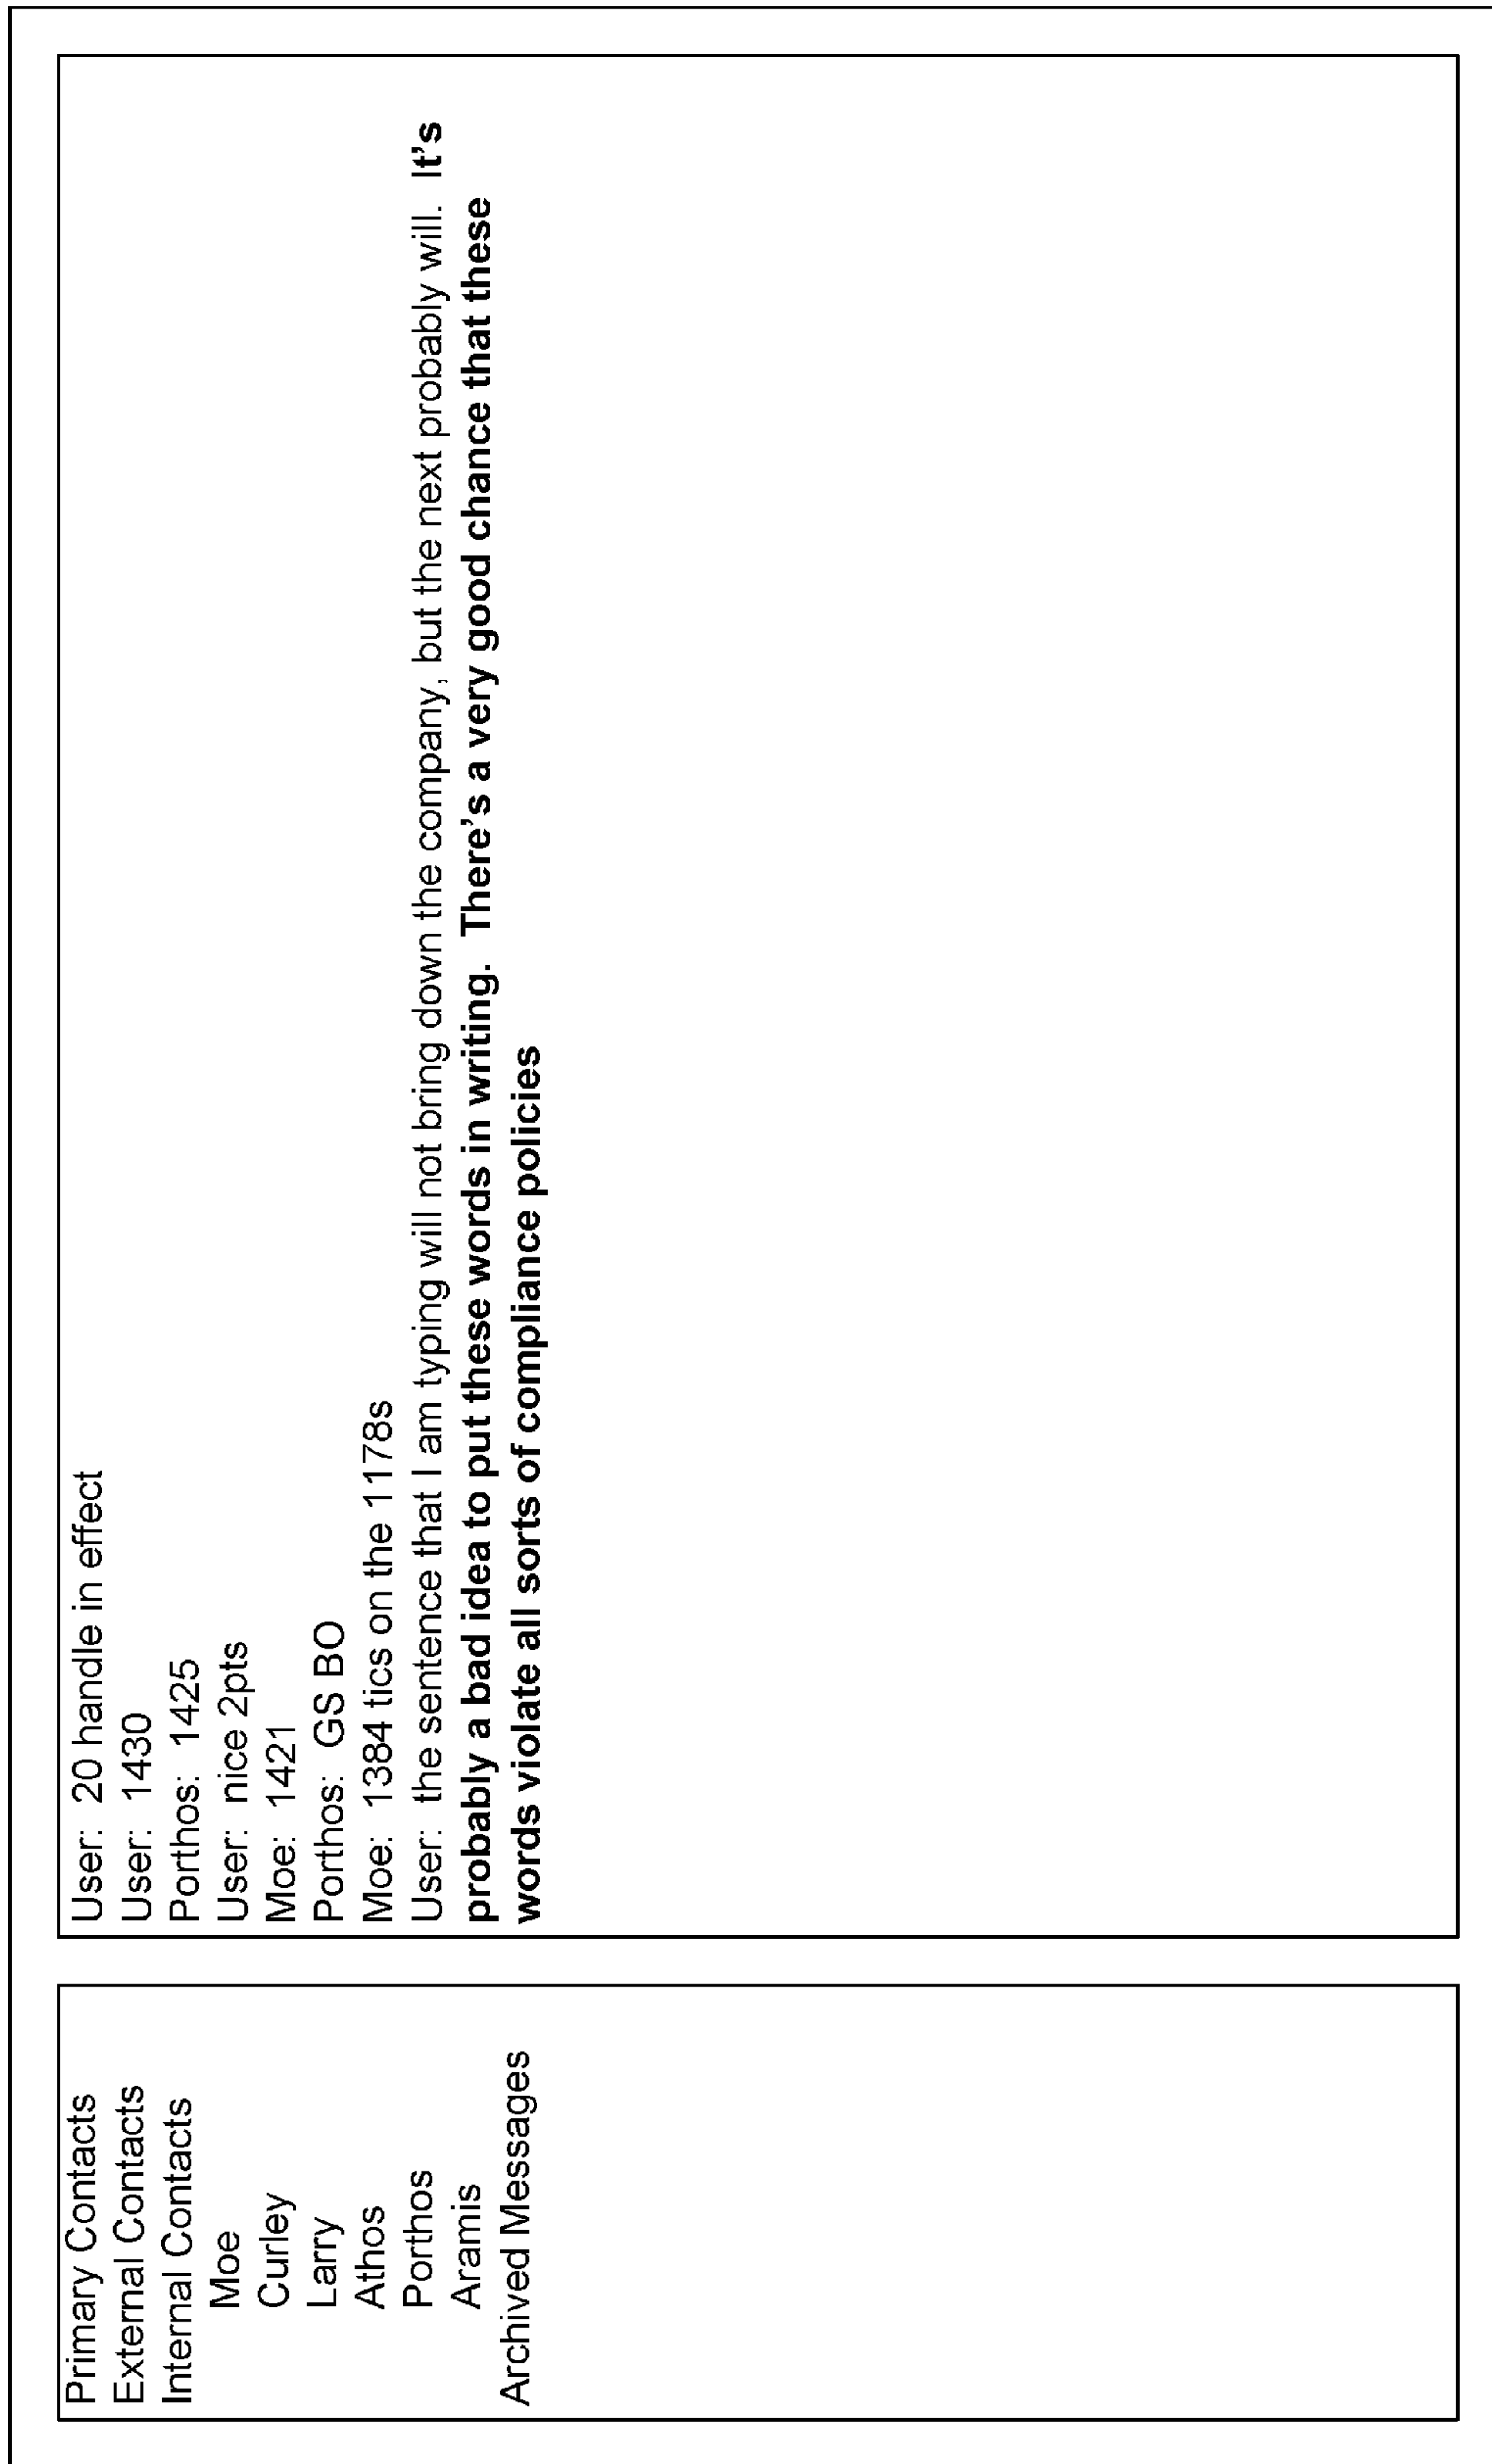 Primary Contacts
External Contacts
Internal Contacts
Moe
Curley
Larry
Athos
Porthos
Aramis
Archived Messages
User: 20 handle in effect
User: 1430
Porthos: 1425
User: nice 2pts
Moe: 1421
Porthos: GS BO
Moe: 1384 tics on the 1178s
User: the sentence that I am typing will not bring down the company, but the next probably will. It's
probably a bad idea to put these words in writing. There's a very good chance that these
words violate all sorts of compliance policies